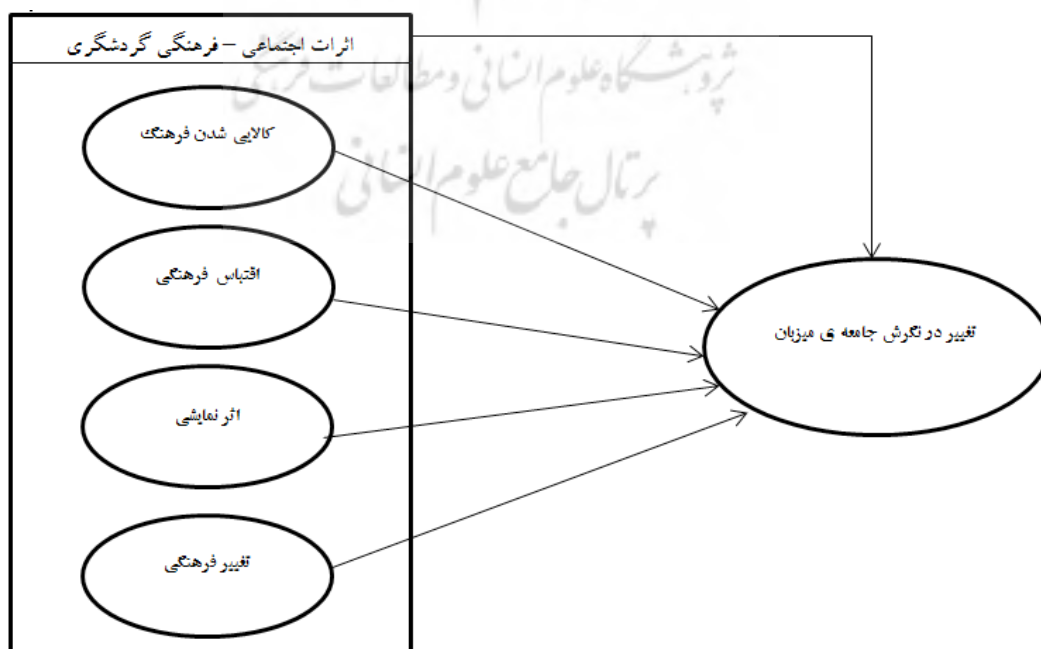 اثرات اجتماعی – فرهنگی گردشگری
پژوهشگاه علوم انسانی و مطالعات فرهنگی
پرتال جامع علوم انسانی
کالایی شدن فرهنگ
اقتباس فرهنگی
اثر نمایشی
تغییر فرهنگی
تغییر در نگرش جامعه ی میزبان